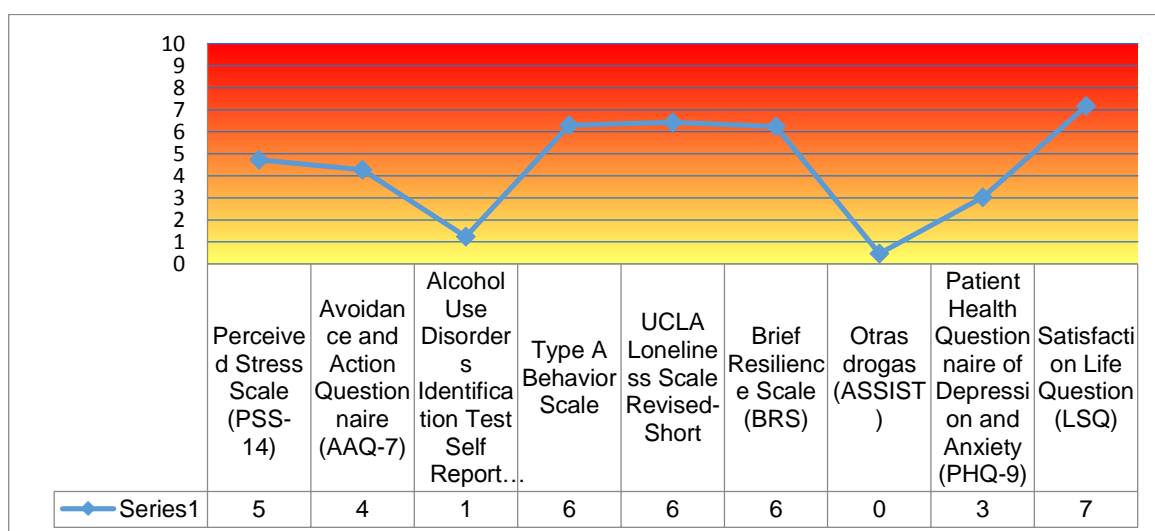 10
9
8
7
6
5
4
3
2
1
0
Perceive
d Stress
Scale
(PSS-
14)
Avoidan
ce and
Action
Question
naire
(AAQ-7)
Alcohol
Use
Disorder
s
Identifica
tion Test
Self
Report…
Type A
Behavior
Scale
UCLA
Loneline
ss Scale
Revised-
Short
Brief
Resilienc
e Scale
(BRS)
Otras
drogas
(ASSIST
)
Patient
Health
Question
naire of
Depressi
on and
Anxiety
(PHQ-9)
Satisfacti
on Life
Question
(LSQ)
Series1 5 4 1 6 6 6 0 3 7